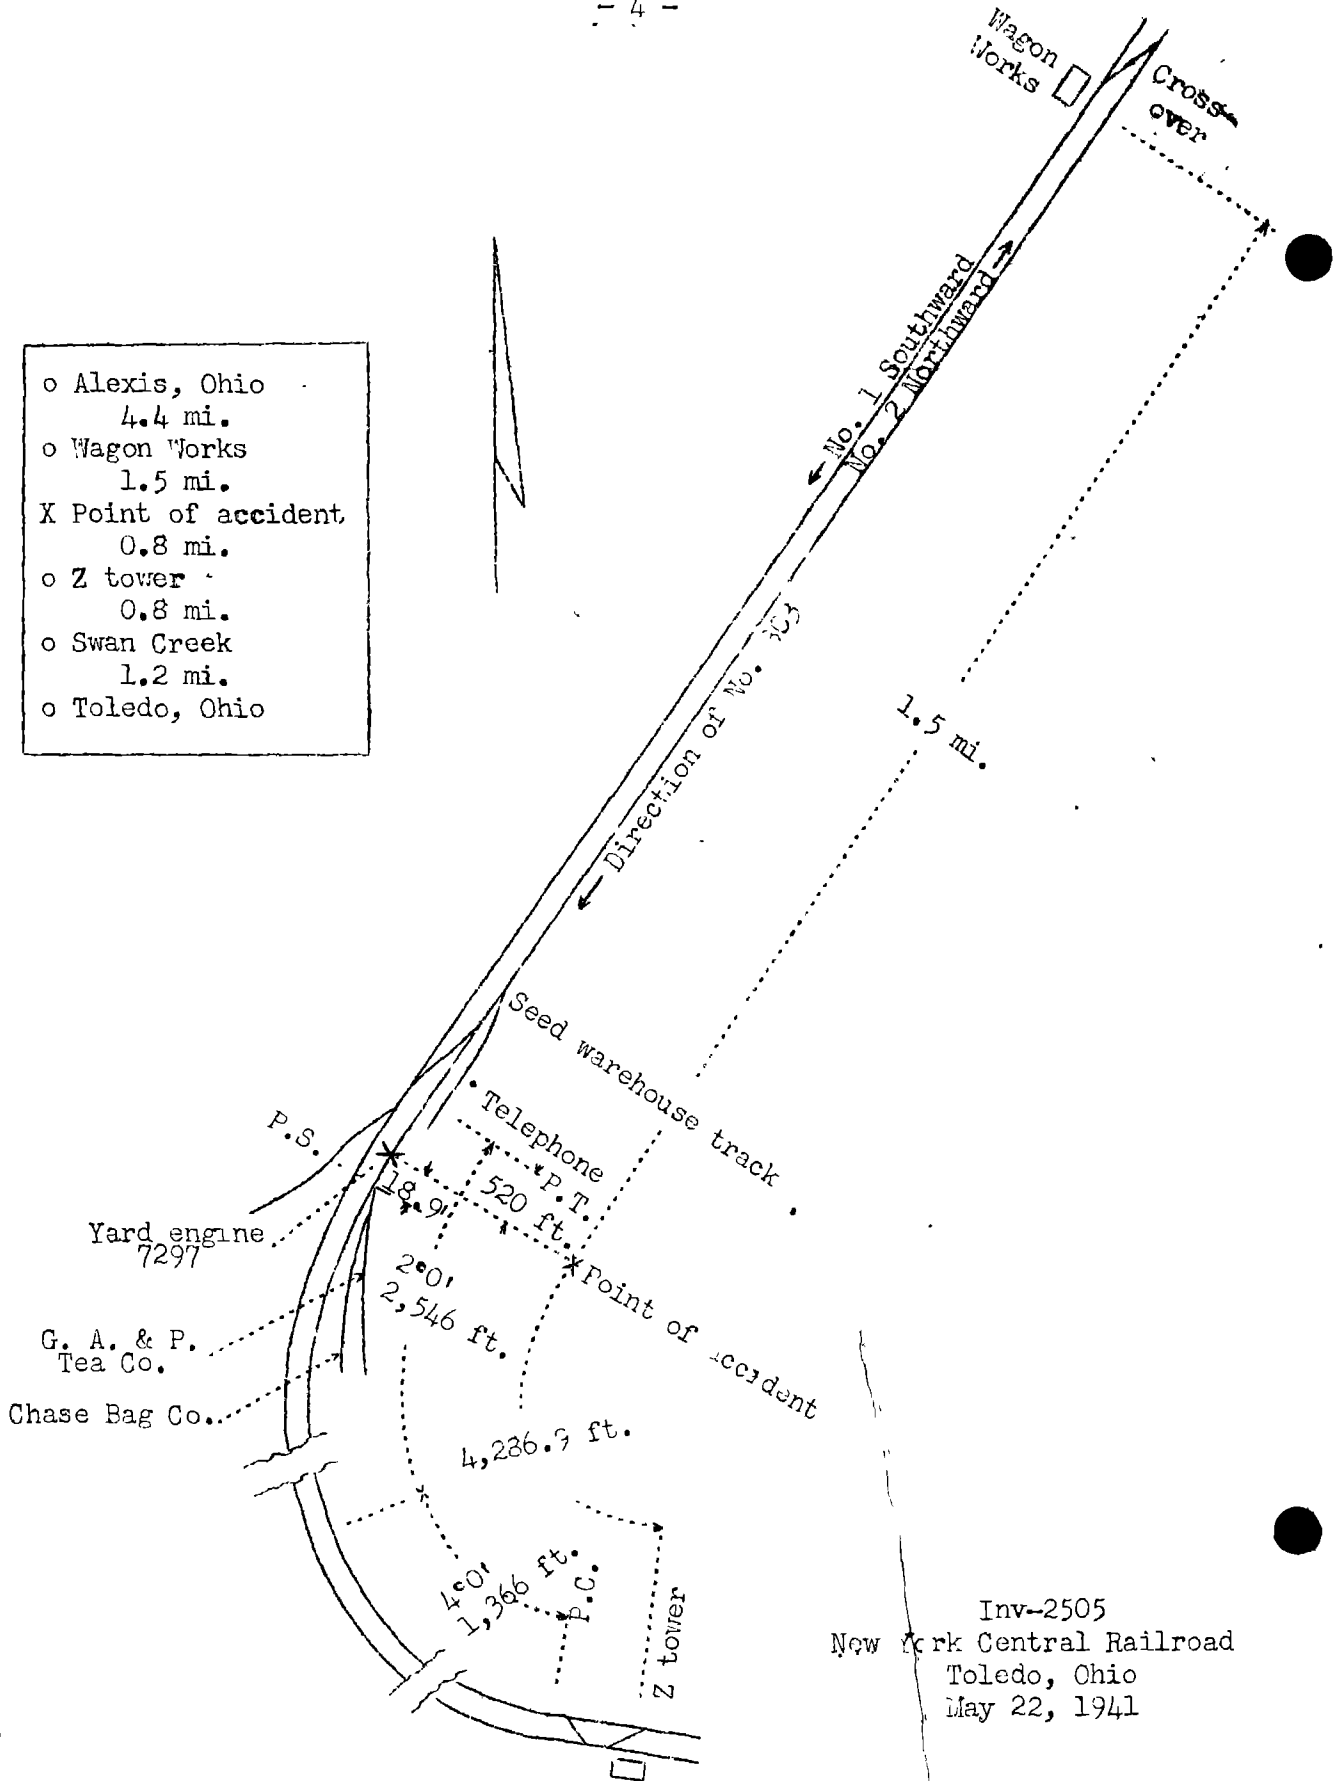 - 4 -
Wagon
Works
Cross-
over
No. 1 Southward
No. 2 Northward
o Alexis, Ohio
4.4 mi.
o Wagon Works
1.5 mi.
X Point of accident
0.8 mi.
o Z tower
0.8 mi.
o Swan Creek
1.2 mi.
o Toledo, Ohio
Direction of No.
1.5 mi.
Seed warehouse track
Telephone
P.S.
P.T.
18.9'
520 ft.
Yard engine
7297
2°0'
2,546 ft.
Point of accident
G. A. & P.
Tea Co.
Chase Bag Co.
4,286.9 ft.
4°0'
1,366 ft.
P.C.
Z tower
Inv-2505
New York Central Railroad
Toledo, Ohio
May 22, 1941